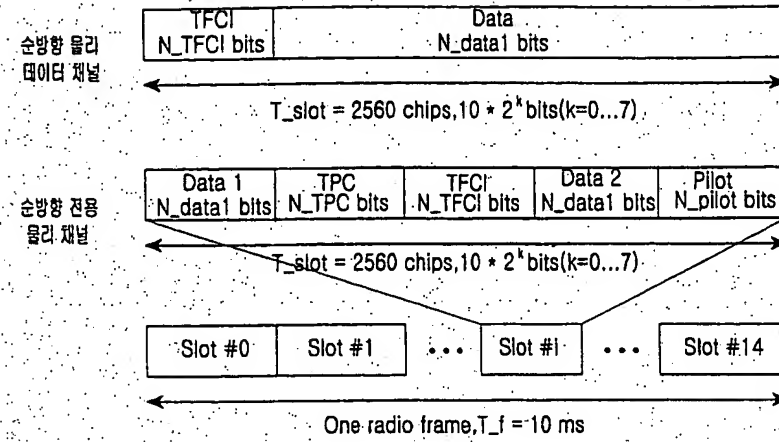 순방향 물리
데이터 채널
TFCI
N_TFCI bits
Data
N_data1 bits
T_slot = 2560 chips,10 * 2^k bits(k=0...7)
순방향 전용
물리 채널
Data 1
N_data1 bits
TPC
N_TPC bits
TFCI
N_TFCI bits
Data 2
N_data1 bits
Pilot
N_pilot bits
T_slot = 2560 chips,10 * 2^k bits(k=0...7)
Slot #0
Slot #1
•••
Slot #i
•••
Slot #14
One radio frame,T_f = 10 ms